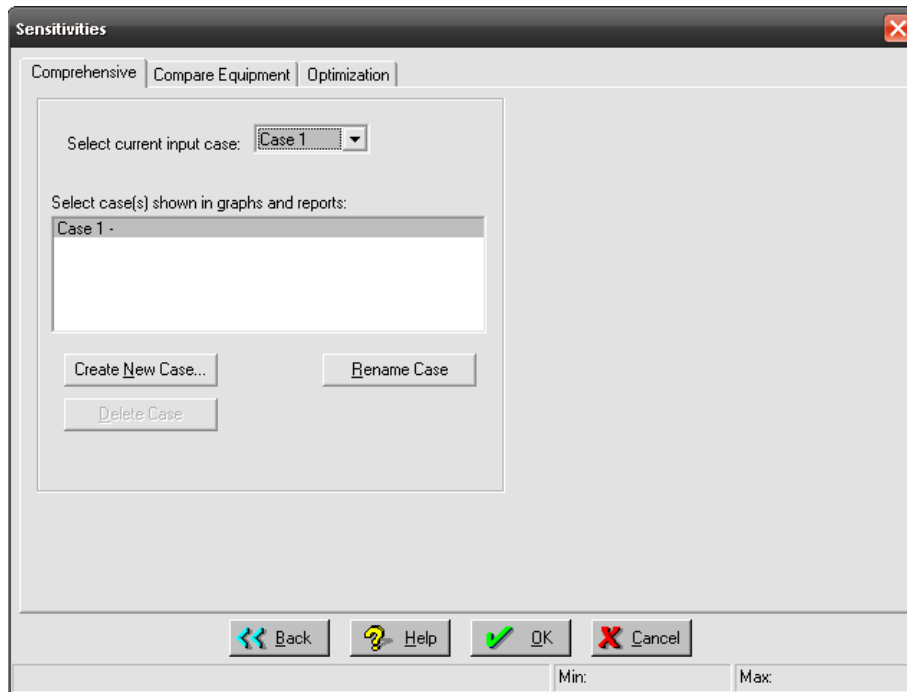 Sensitivities
Comprehensive
Compare Equipment
Optimization
Select current input case:
Case 1
Select case(s) shown in graphs and reports:
Case 1 -
Create New Case...
Rename Case
Delete Case
Back
Help
OK
Cancel
Min:
Max: